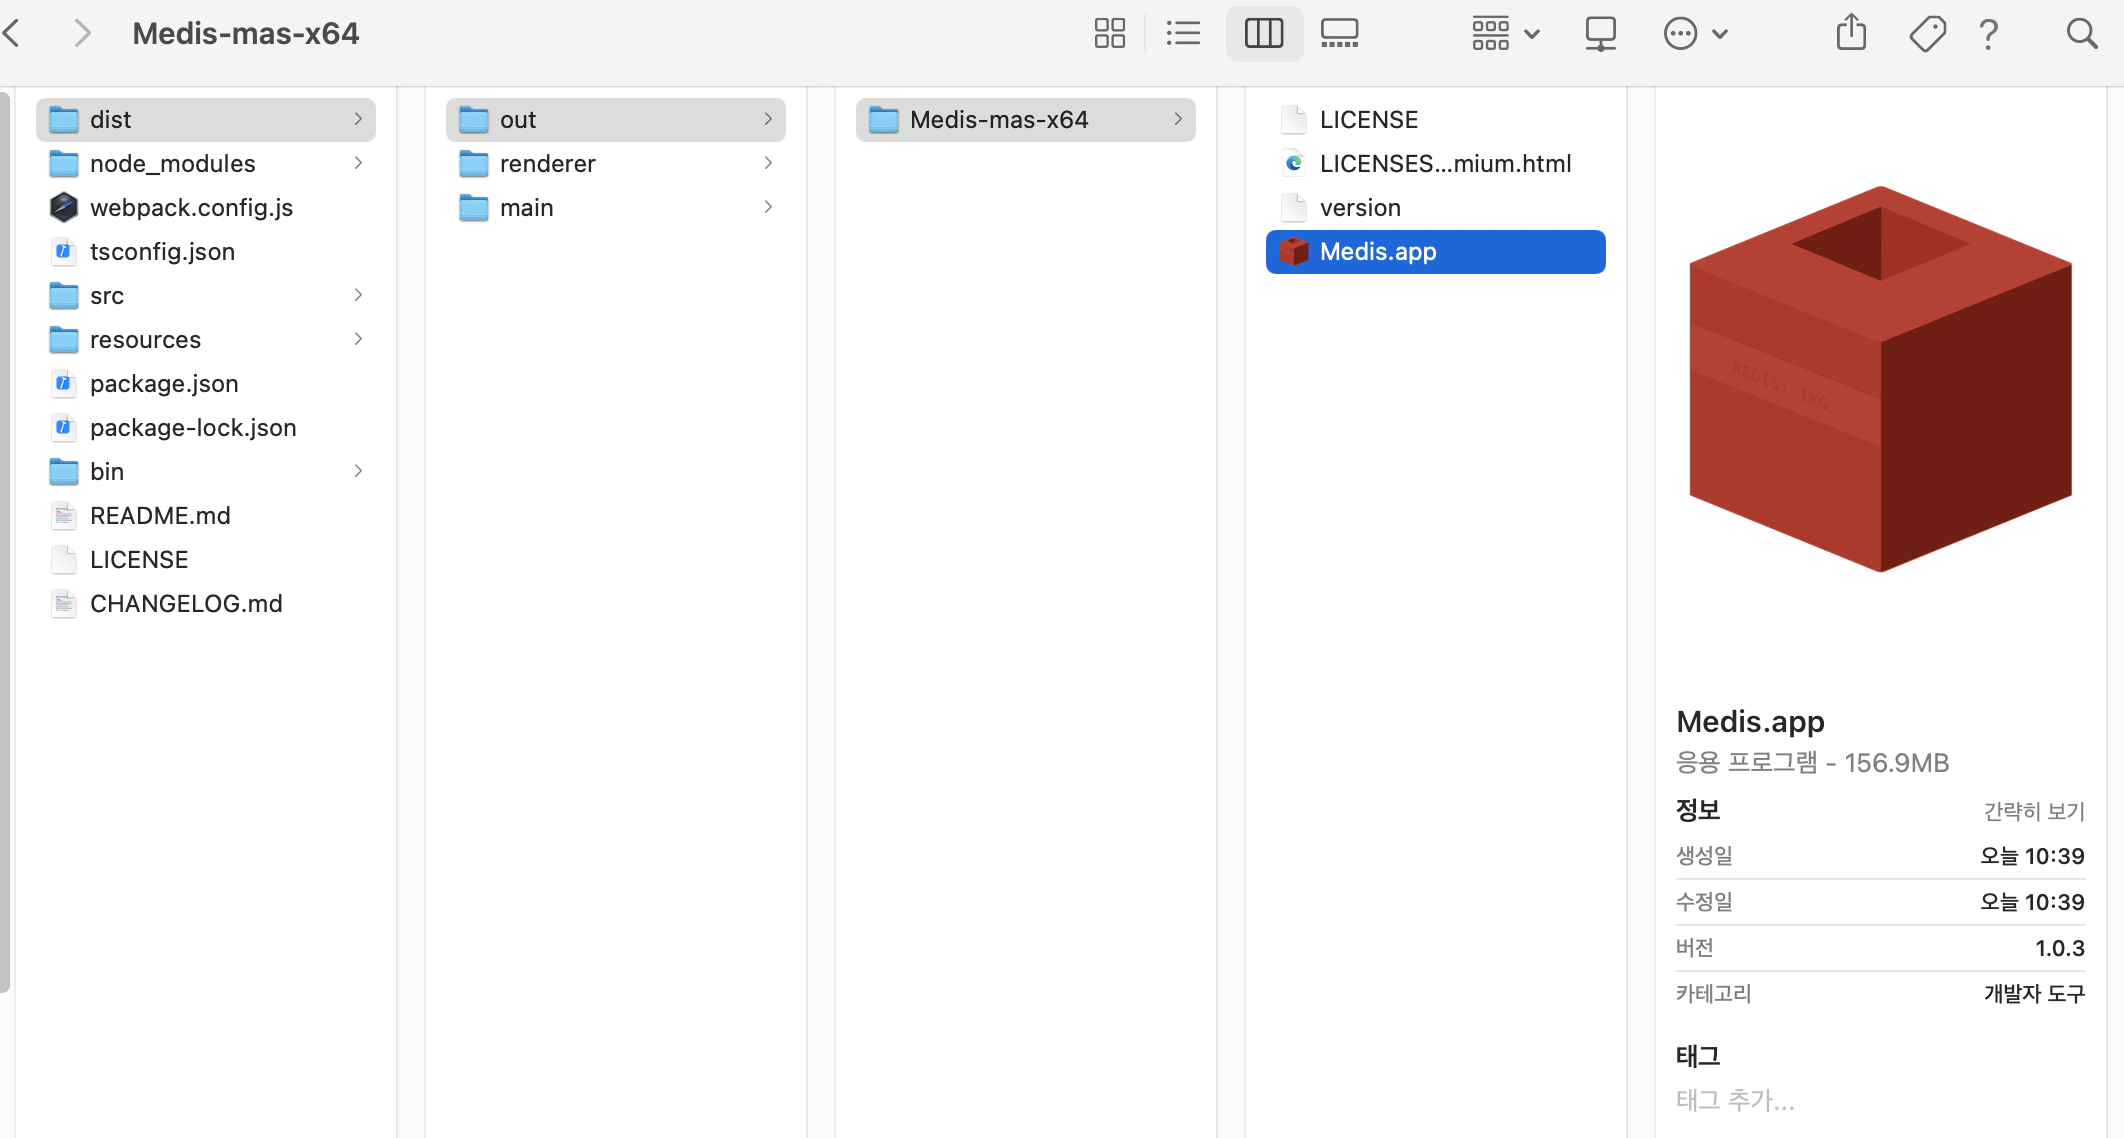 Medis-mas-x64
dist
node_modules
webpack.config.js
tsconfig.json
src
resources
package.json
package-lock.json
bin
README.md
LICENSE
CHANGELOG.md
out
renderer
main
Medis-mas-x64
LICENSE
LICENSES...mium.html
version
Medis.app
REDIS: 1KG
Medis.app
응용 프로그램 - 156.9MB
정보 간략히 보기
생성일 오늘 10:39
수정일 오늘 10:39
버전 1.0.3
카테고리 개발자 도구
태그
태그 추가...